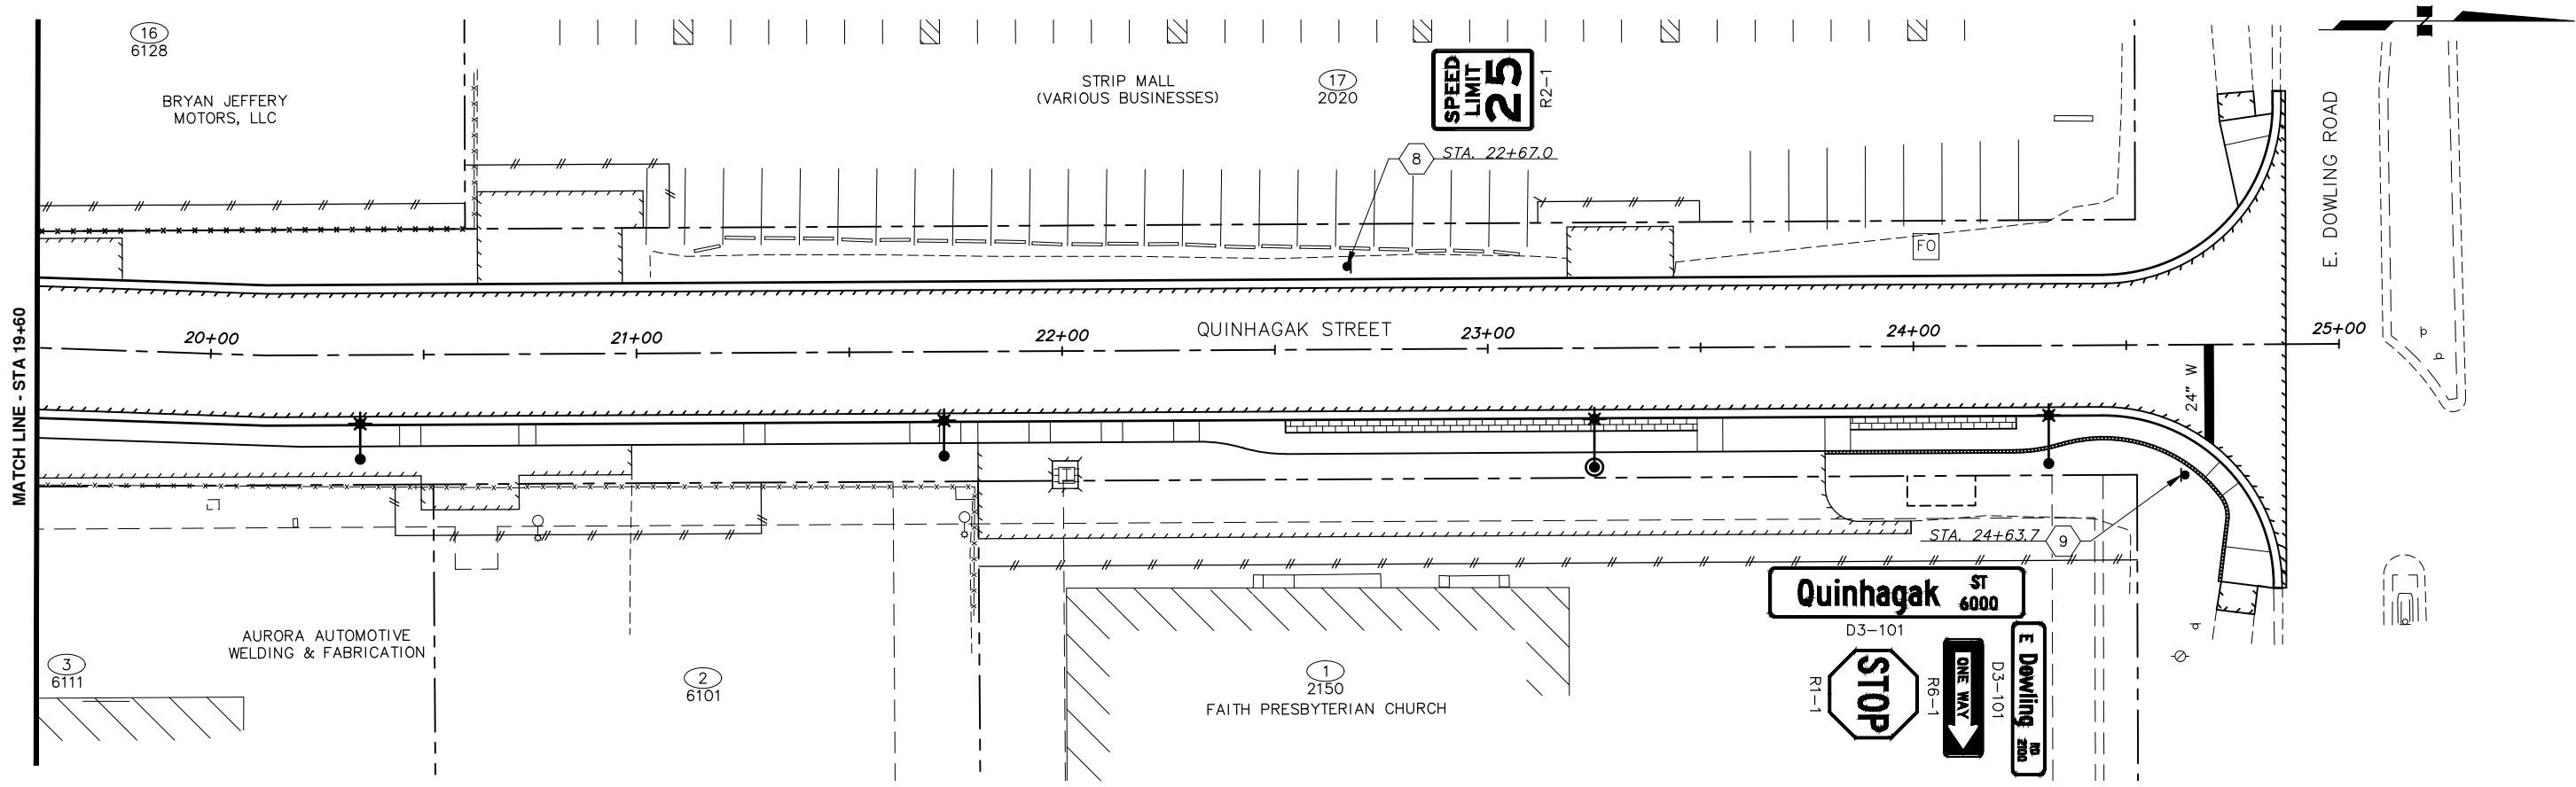 16
6128
BRYAN JEFFERY
MOTORS, LLC
STRIP MALL
(VARIOUS BUSINESSES)
17
2020
SPEED
LIMIT
25
R2-1
8
STA. 22+67.0
N
E. DOWLING ROAD
FO
MATCH LINE - STA 19+60
20+00
21+00
22+00
QUINHAGAK STREET
23+00
24+00
25+00
24" W
T
STA. 24+63.7
9
Quinhagak ST
6000
D3-101
STOP
R1-1
ONE WAY
R6-1
E Dowling RD
2100
D3-101
AURORA AUTOMOTIVE
WELDING & FABRICATION
3
6111
2
6101
1
2150
FAITH PRESBYTERIAN CHURCH